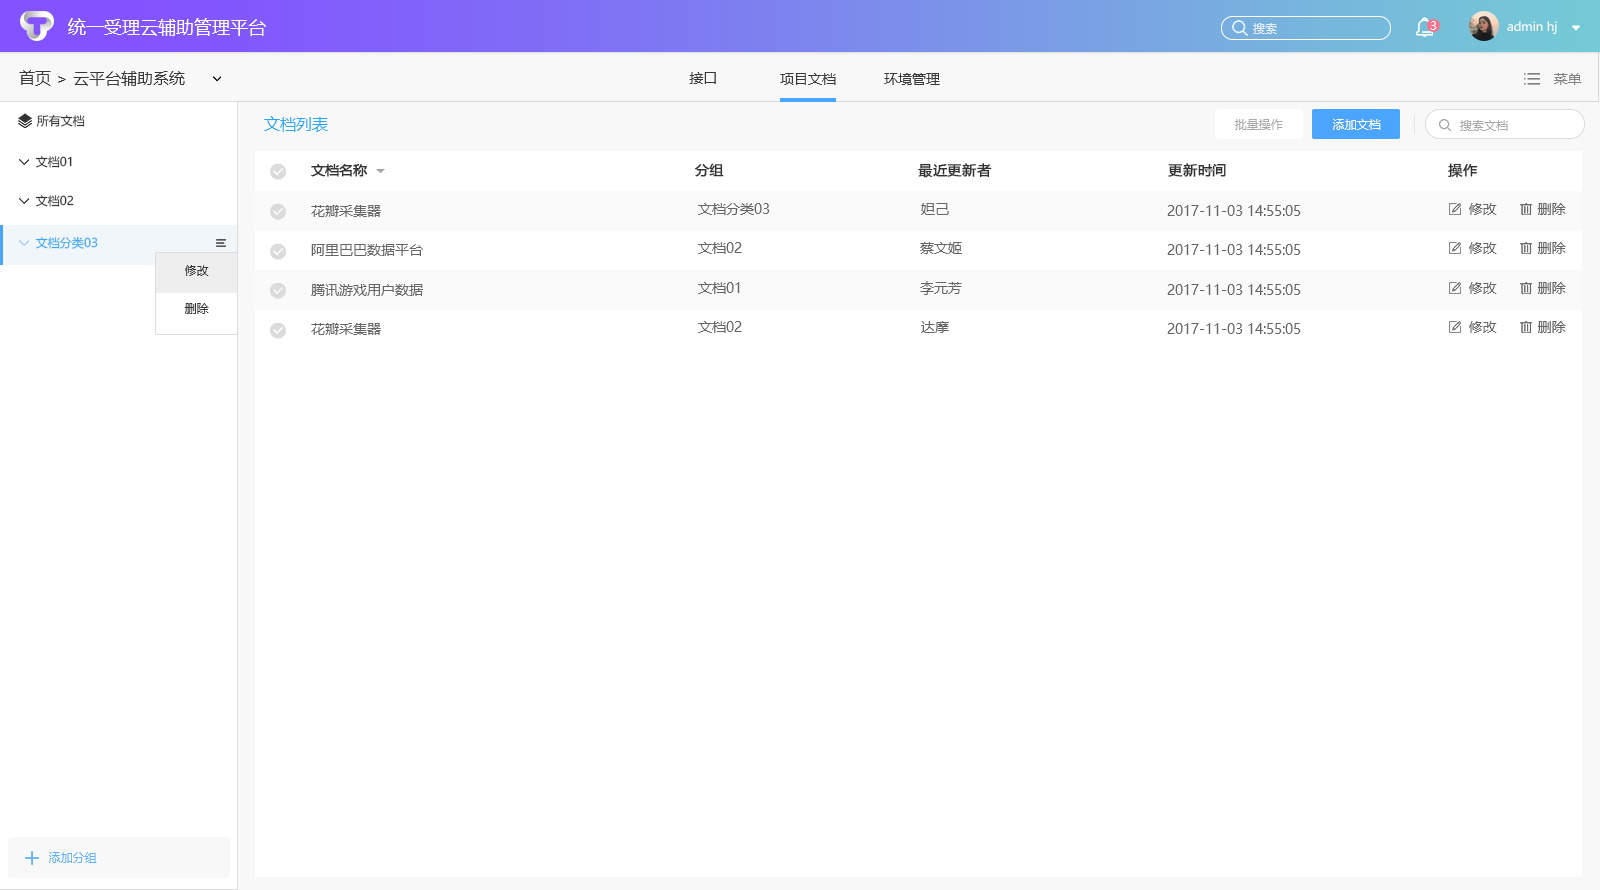 统一受理云辅助管理平台
搜索
3
admin hj
首页 > 云平台辅助系统
接口
项目文档
环境管理
菜单
所有文档
文档01
文档02
文档分类03
修改
删除
添加分组
文档列表
批量操作
添加文档
搜索文档
文档名称 分组 最近更新者 更新时间 操作
花瓣采集器 文档分类03 妲己 2017-11-03 14:55:05 修改 删除
阿里巴巴数据平台 文档02 蔡文姬 2017-11-03 14:55:05 修改 删除
腾讯游戏用户数据 文档01 李元芳 2017-11-03 14:55:05 修改 删除
花瓣采集器 文档02 达摩 2017-11-03 14:55:05 修改 删除